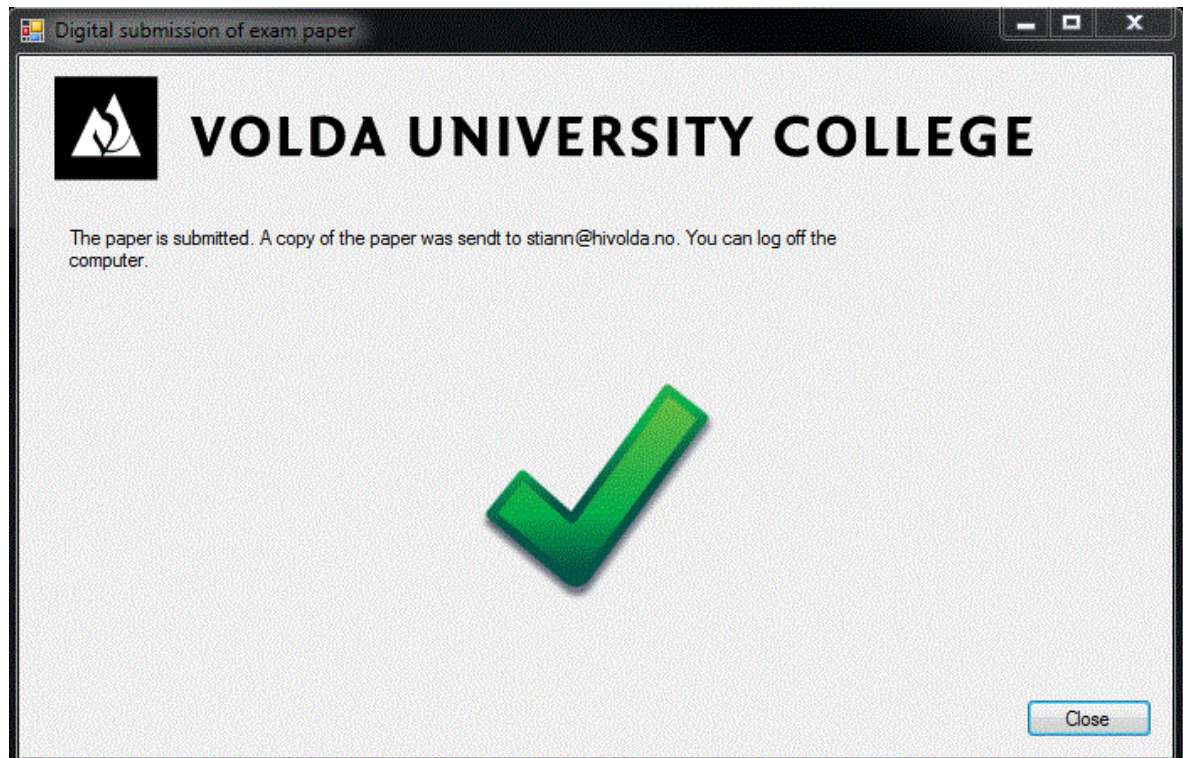 Digital submission of exam paper
VOLDA UNIVERSITY COLLEGE
The paper is submitted. A copy of the paper was sendt to stiann@hivolda.no. You can log off the
computer.
Close